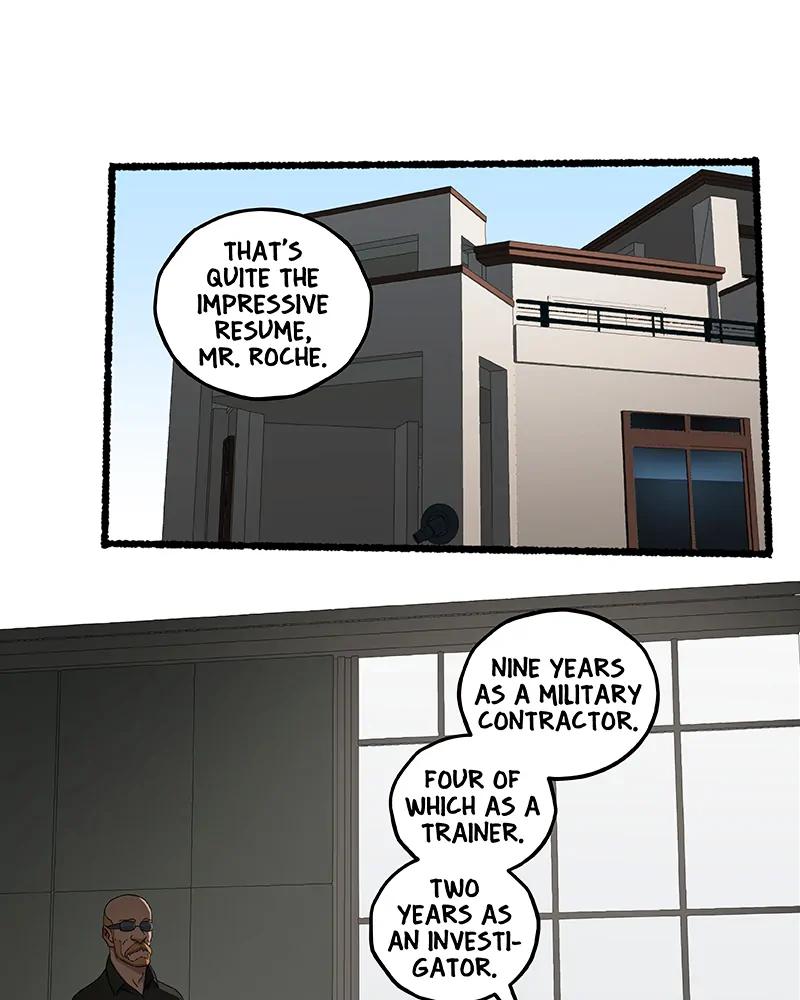 THAT'S
QUITE THE
IMPRESSIVE
RESUME,
MR. ROCHE.
NINE YEARS
AS A MILITARY
CONTRACTOR.
FOUR OF
WHICH AS A
TRAINER.
TWO
YEARS AS
AN INVESTI-
GATOR.